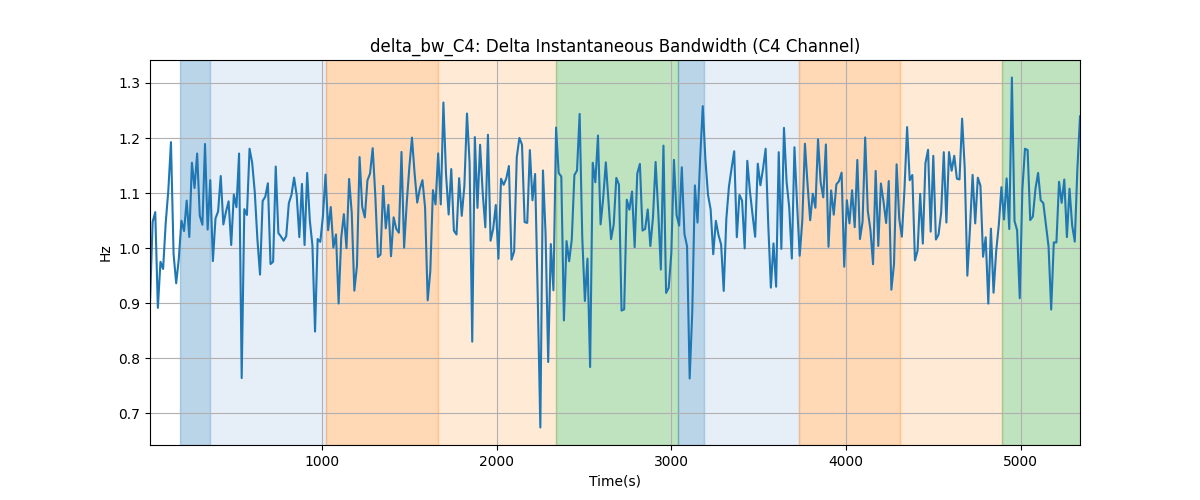 delta_bw_C4: Delta Instantaneous Bandwidth (C4 Channel)
Hz
1.3
1.2
1.1
1.0
0.9
0.8
0.7
1000 2000 3000 4000 5000
Time(s)